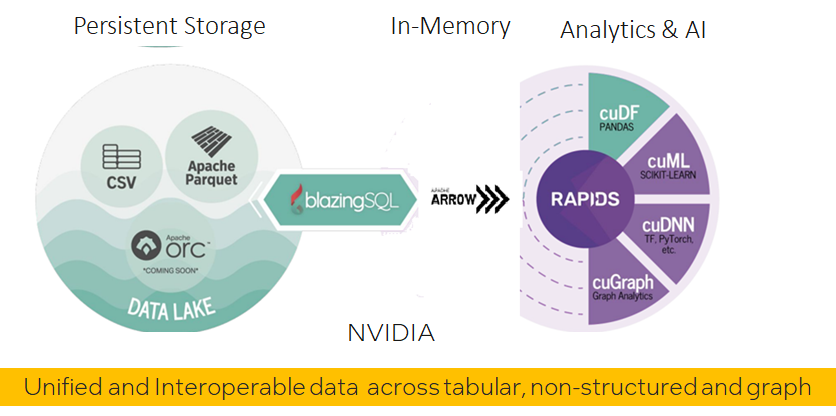 Persistent Storage
In-Memory
Analytics & AI
CSV
Apache
Parquet
Apache
orc™
*COMING SOON*
DATA LAKE
blazingSQL
APACHE
ARROW
RAPIDS
cuDF
PANDAS
cuML
SCIKIT-LEARN
cuDNN
TF, PyTorch,
etc.
cuGraph
Graph Analytics
NVIDIA
Unified and Interoperable data across tabular, non-structured and graph